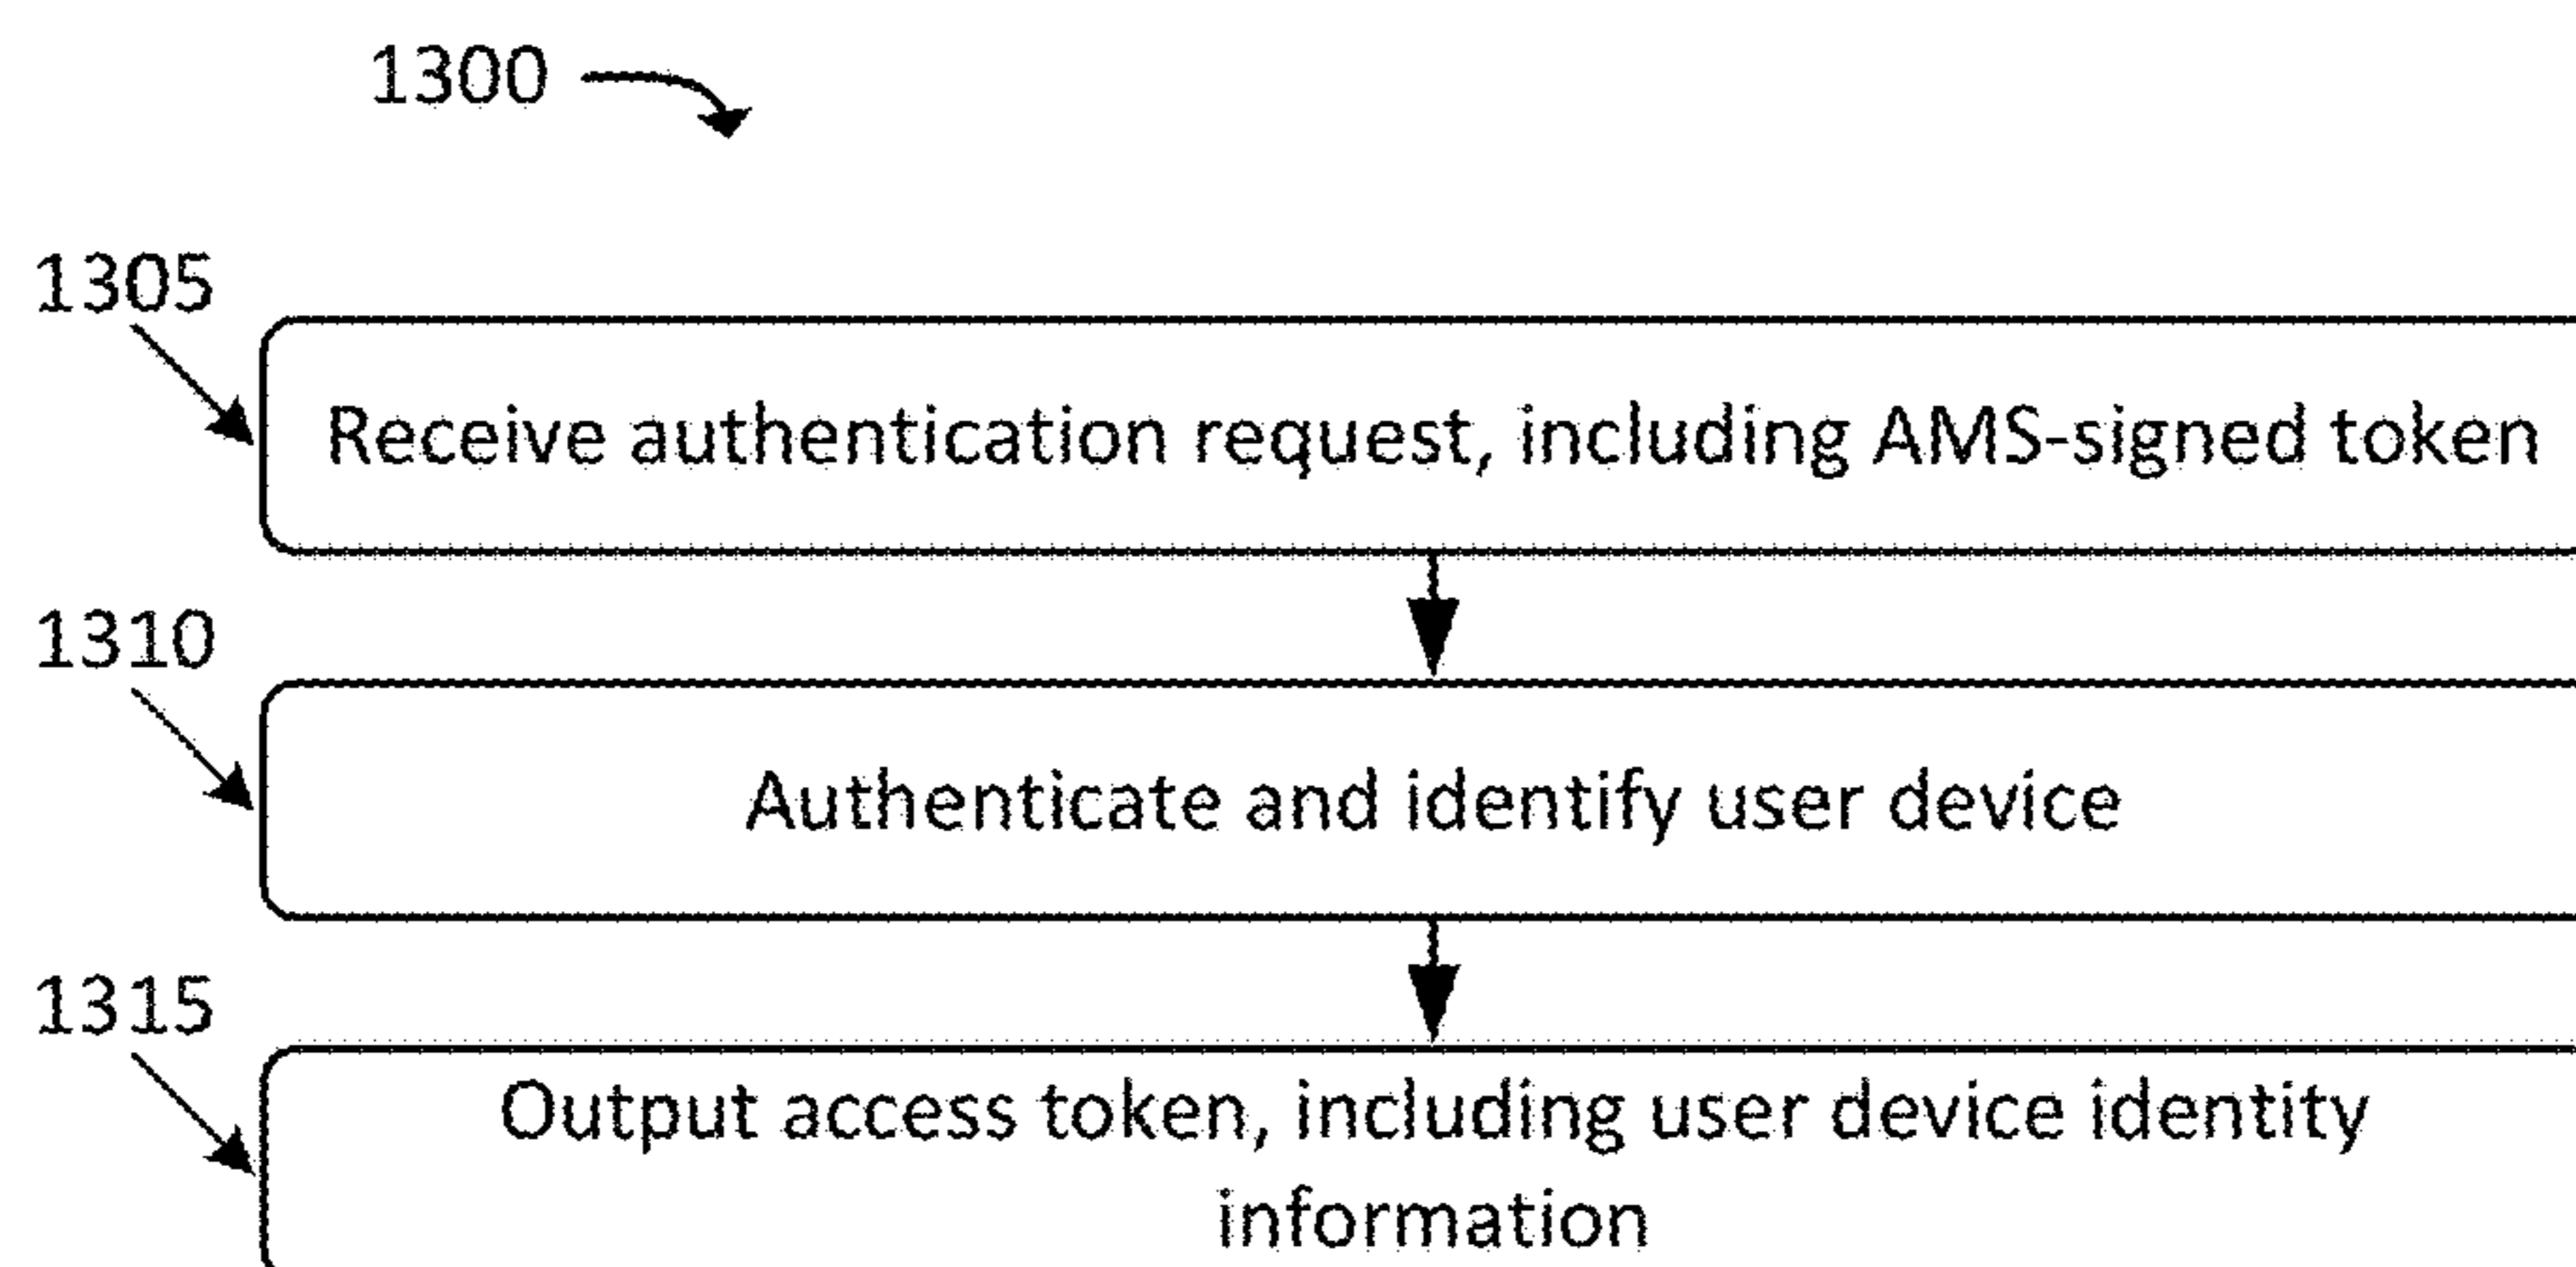 1300
1305
Receive authentication request, including AMS-signed token
1310
Authenticate and identify user device
1315
Output access token, including user device identity
information